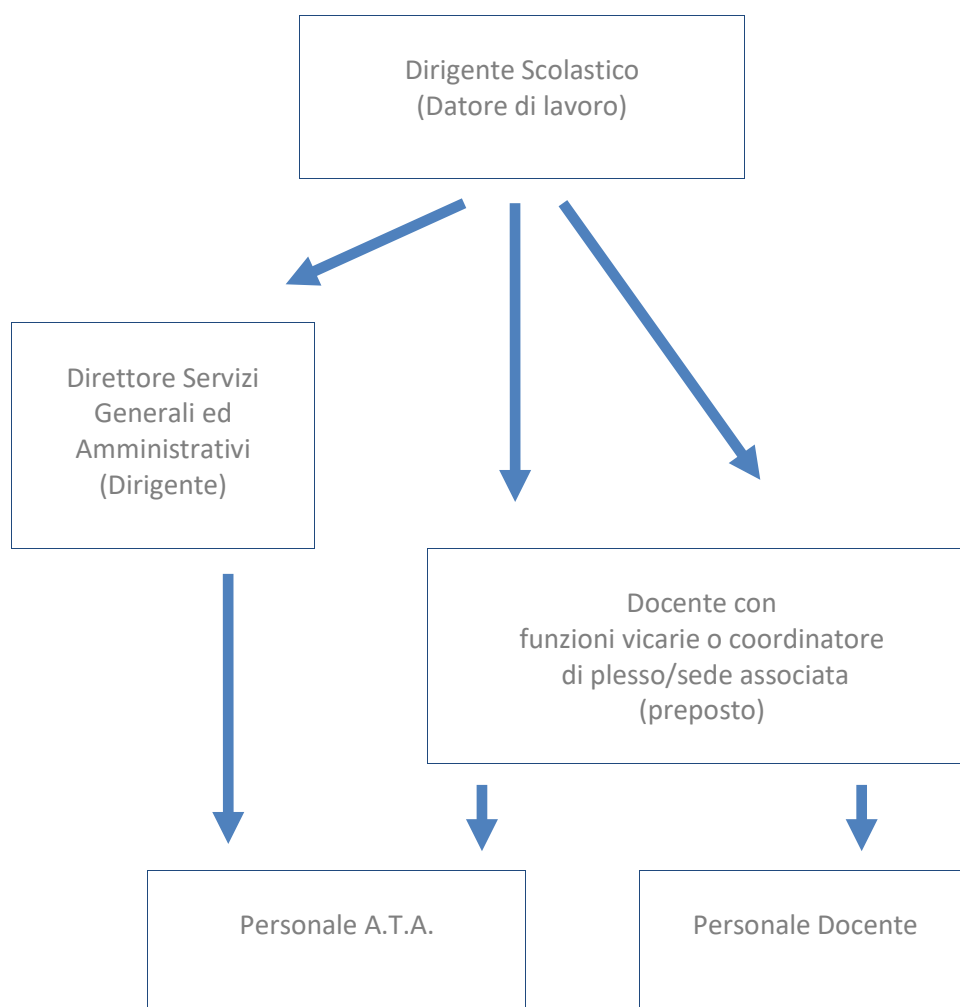 Dirigente Scolastico
(Datore di lavoro)
Direttore Servizi
Generali ed
Amministrativi
(Dirigente)
Docente con
funzioni vicarie o coordinatore
di plesso/sede associata
(preposto)
Personale A.T.A.
Personale Docente